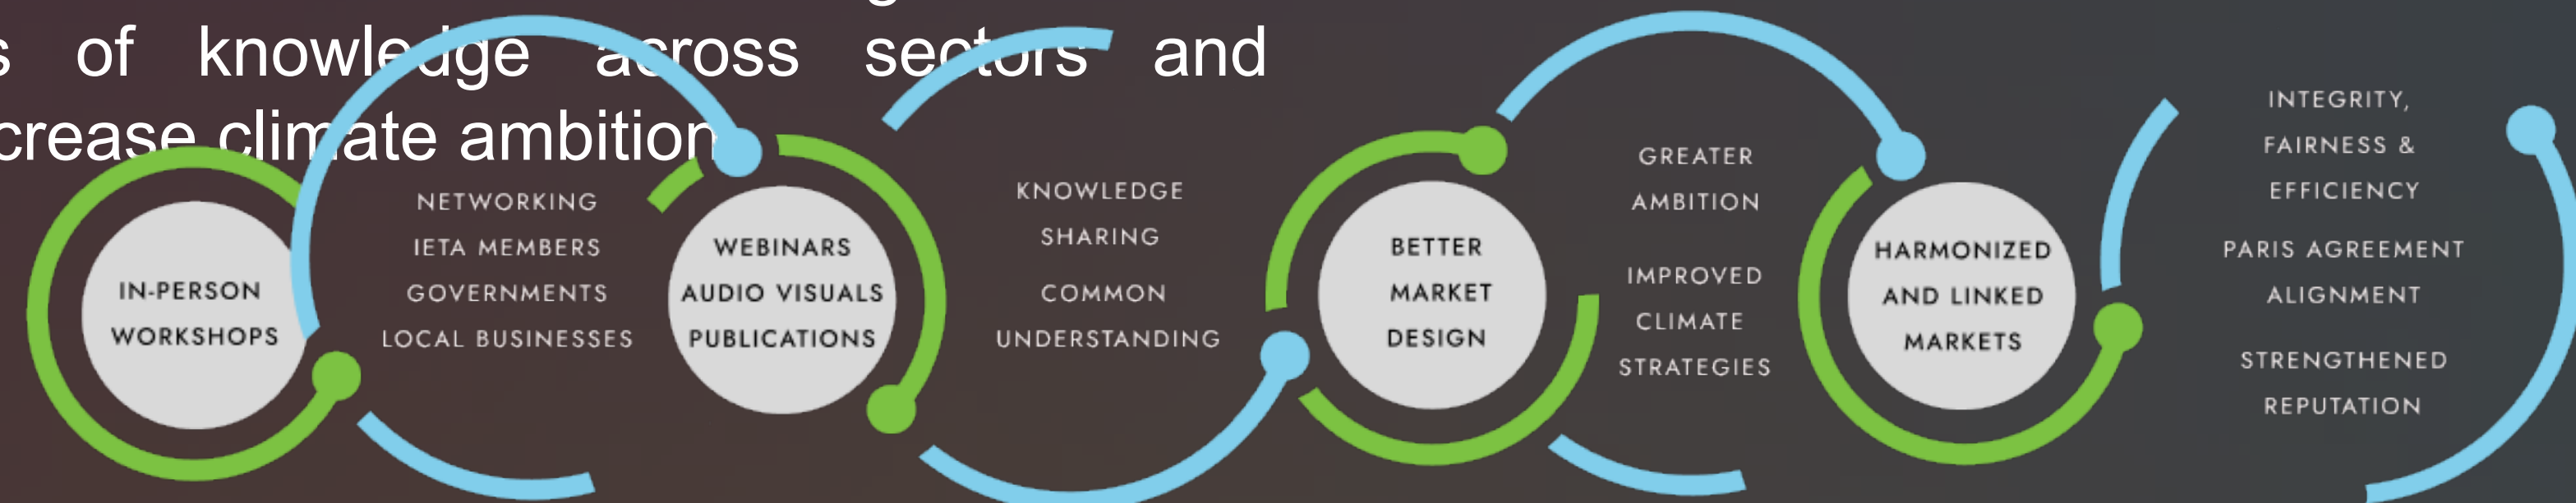 of knowledge across sectors and
crease climate ambition
IN-PERSON
WORKSHOPS
NETWORKING
IETA MEMBERS
GOVERNMENTS
LOCAL BUSINESSES
WEBINARS
AUDIO VISUALS
PUBLICATIONS
KNOWLEDGE
SHARING
COMMON
UNDERSTANDING
BETTER
MARKET
DESIGN
GREATER
AMBITION
IMPROVED
CLIMATE
STRATEGIES
HARMONIZED
AND LINKED
MARKETS
INTEGRITY,
FAIRNESS &
EFFICIENCY
PARIS AGREEMENT
ALIGNMENT
STRENGTHENED
REPUTATION